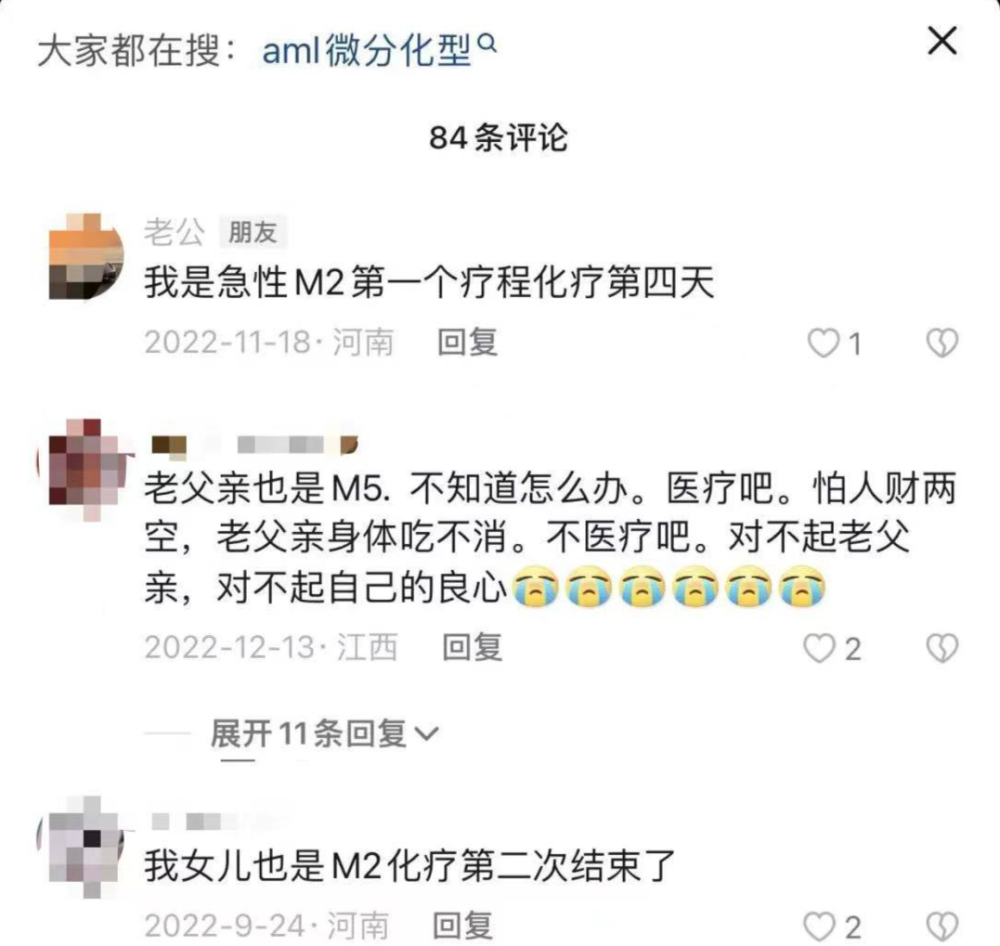 大家都在搜：aml微分化型
84条评论
老公 朋友
我是急性M2第一个疗程化疗第四天
2022-11-18·河南 回复 1
老父亲也是M5. 不知道怎么办。医疗吧。怕人财两
空，老父亲身体吃不消。不医疗吧。对不起老父
亲，对不起自己的良心😭😭😭😭😭😭
2022-12-13·江西 回复 2
展开11条回复
我女儿也是M2化疗第二次结束了
2022-9-24·河南 回复 2